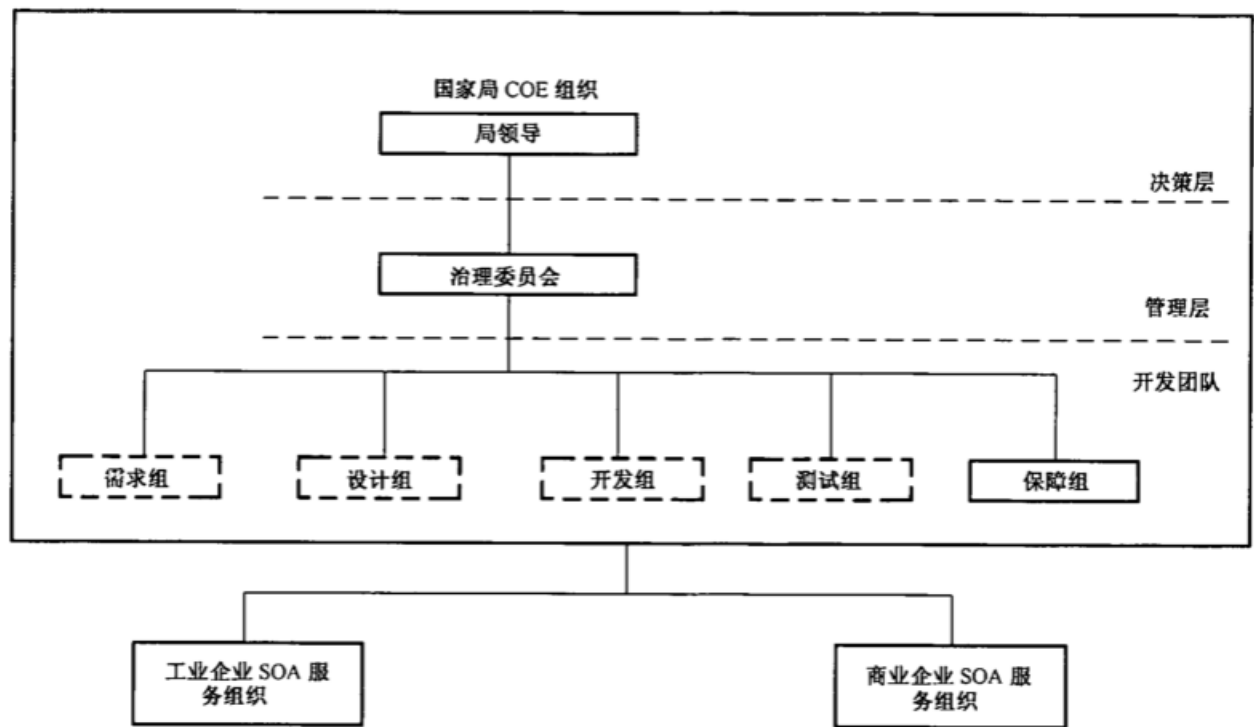 国家局 COE 组织
局领导
决策层
治理委员会
管理层
开发团队
需求组
设计组
开发组
测试组
保障组
工业企业 SOA 服
务组织
商业企业 SOA 服
务组织